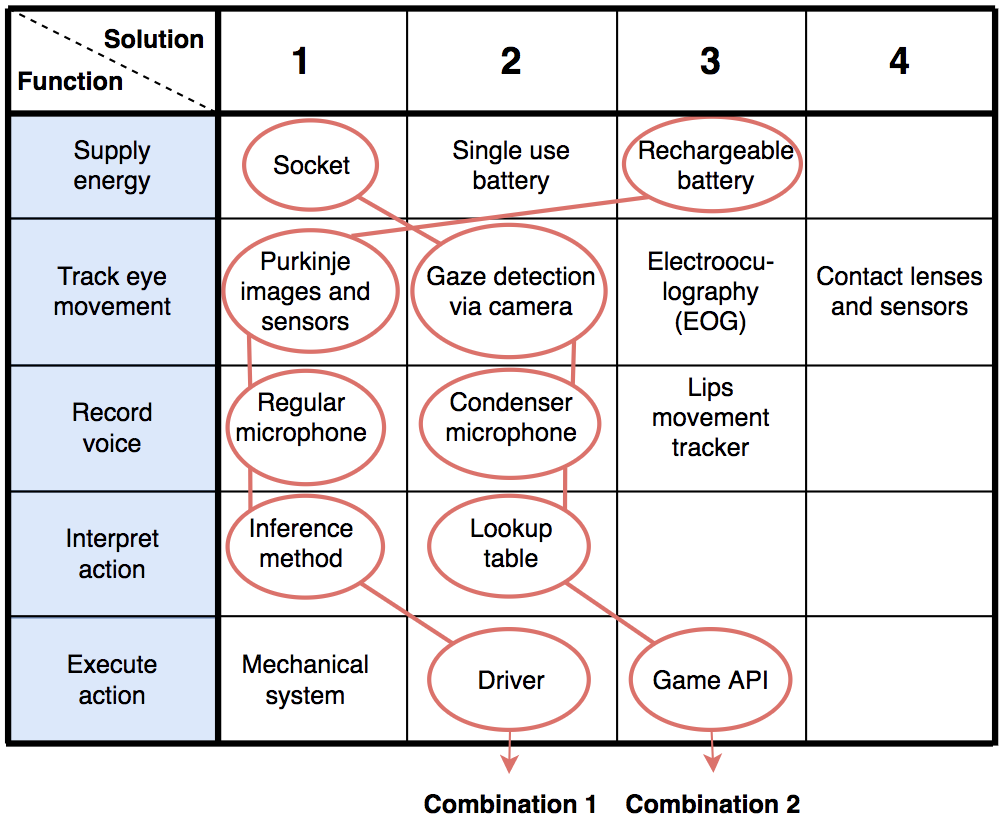 Solution
Function
1
2
3
4
Supply
energy
Socket
Single use
battery
Rechargeable
battery
Track eye
movement
Purkinje
images and
sensors
Gaze detection
via camera
Electroocu-
lography
(EOG)
Contact lenses
and sensors
Record
voice
Regular
microphone
Condenser
microphone
Lips
movement
tracker
Interpret
action
Inference
method
Lookup
table
Execute
action
Mechanical
system
Driver
Game API
Combination 1
Combination 2